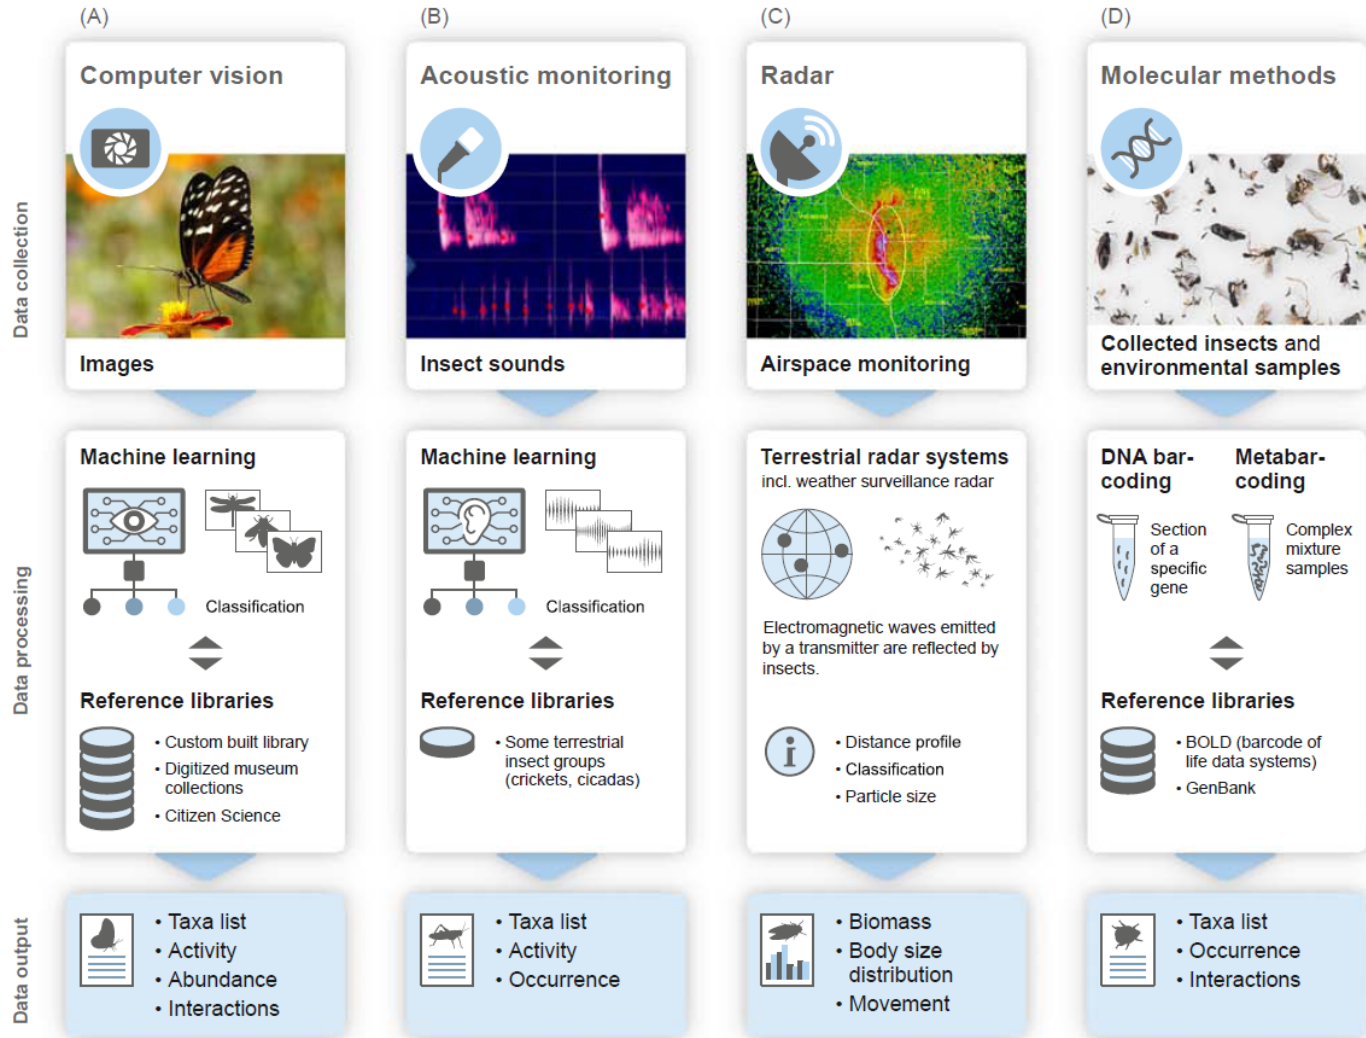 (A)
Computer vision
Images
Machine learning
Classification
Reference libraries
• Custom built library
• Digitized museum
collections
• Citizen Science
• Taxa list
• Activity
• Abundance
• Interactions
(B)
Acoustic monitoring
Insect sounds
Machine learning
Classification
Reference libraries
• Some terrestrial
insect groups
(crickets, cicadas)
• Taxa list
• Activity
• Occurrence
(C)
Radar
Airspace monitoring
Terrestrial radar systems
incl. weather surveillance radar
Electromagnetic waves emitted
by a transmitter are reflected by
insects.
i
• Distance profile
• Classification
• Particle size
• Biomass
• Body size
distribution
• Movement
(D)
Molecular methods
Collected insects and
environmental samples
DNA bar-
coding
Section
of a
specific
gene
Metabar-
coding
Complex
mixture
samples
Reference libraries
• BOLD (barcode of
life data systems)
• GenBank
• Taxa list
• Occurrence
• Interactions
Data collection
Data processing
Data output